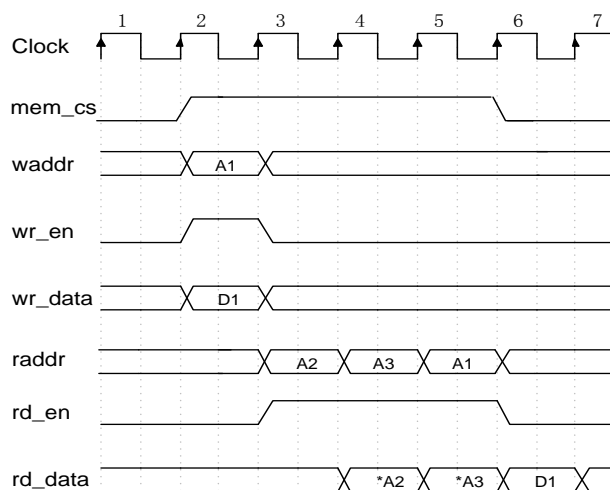 1 2 3 4 5 6 7
Clock
mem_cs
waddr A1
wr_en
wr_data D1
raddr A2 A3 A1
rd_en
rd_data *A2 *A3 D1